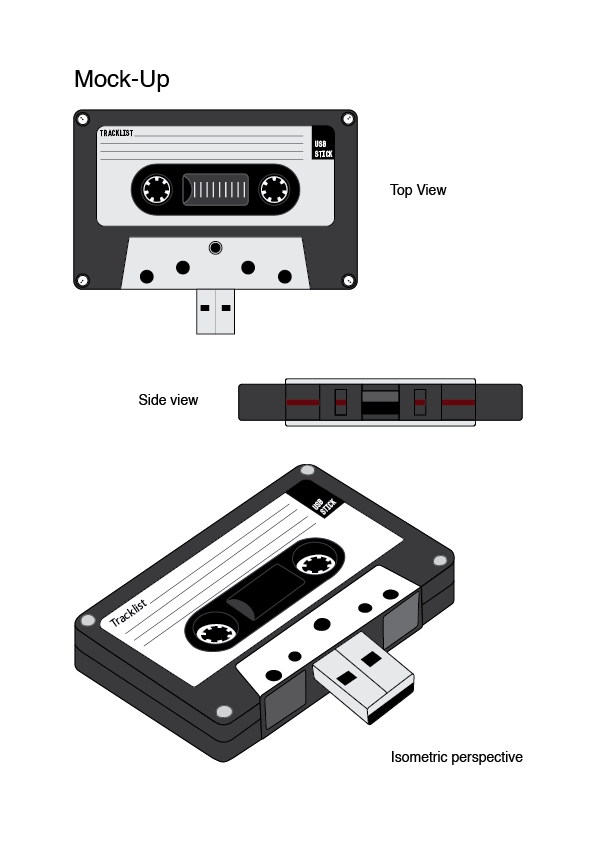 Mock-Up
TRACKLIST
USB
STICK
Top View
Side view
USB
STICK
Tracklist
Isometric perspective